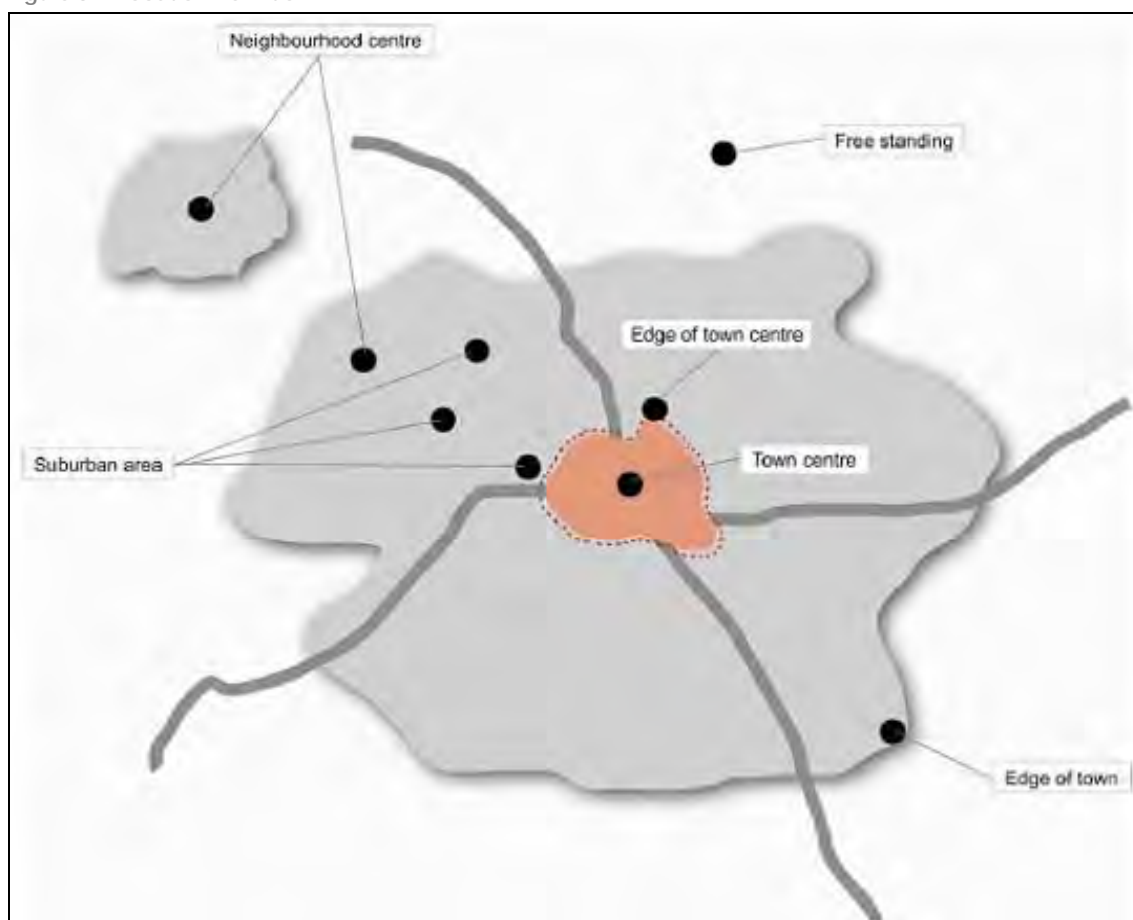 Neighbourhood centre
Free standing
Edge of town centre
Suburban area
Town centre
Edge of town